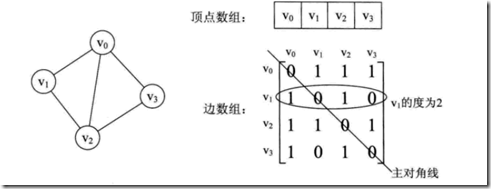 顶点数组: v0 v1 v2 v3
v0
v1
v3
v2
边数组:
v0 v1 v2 v3
v0 0 1 1 1
v1 1 0 1 0 v1的度为2
v2 1 1 0 1
v3 1 0 1 0
主对角线